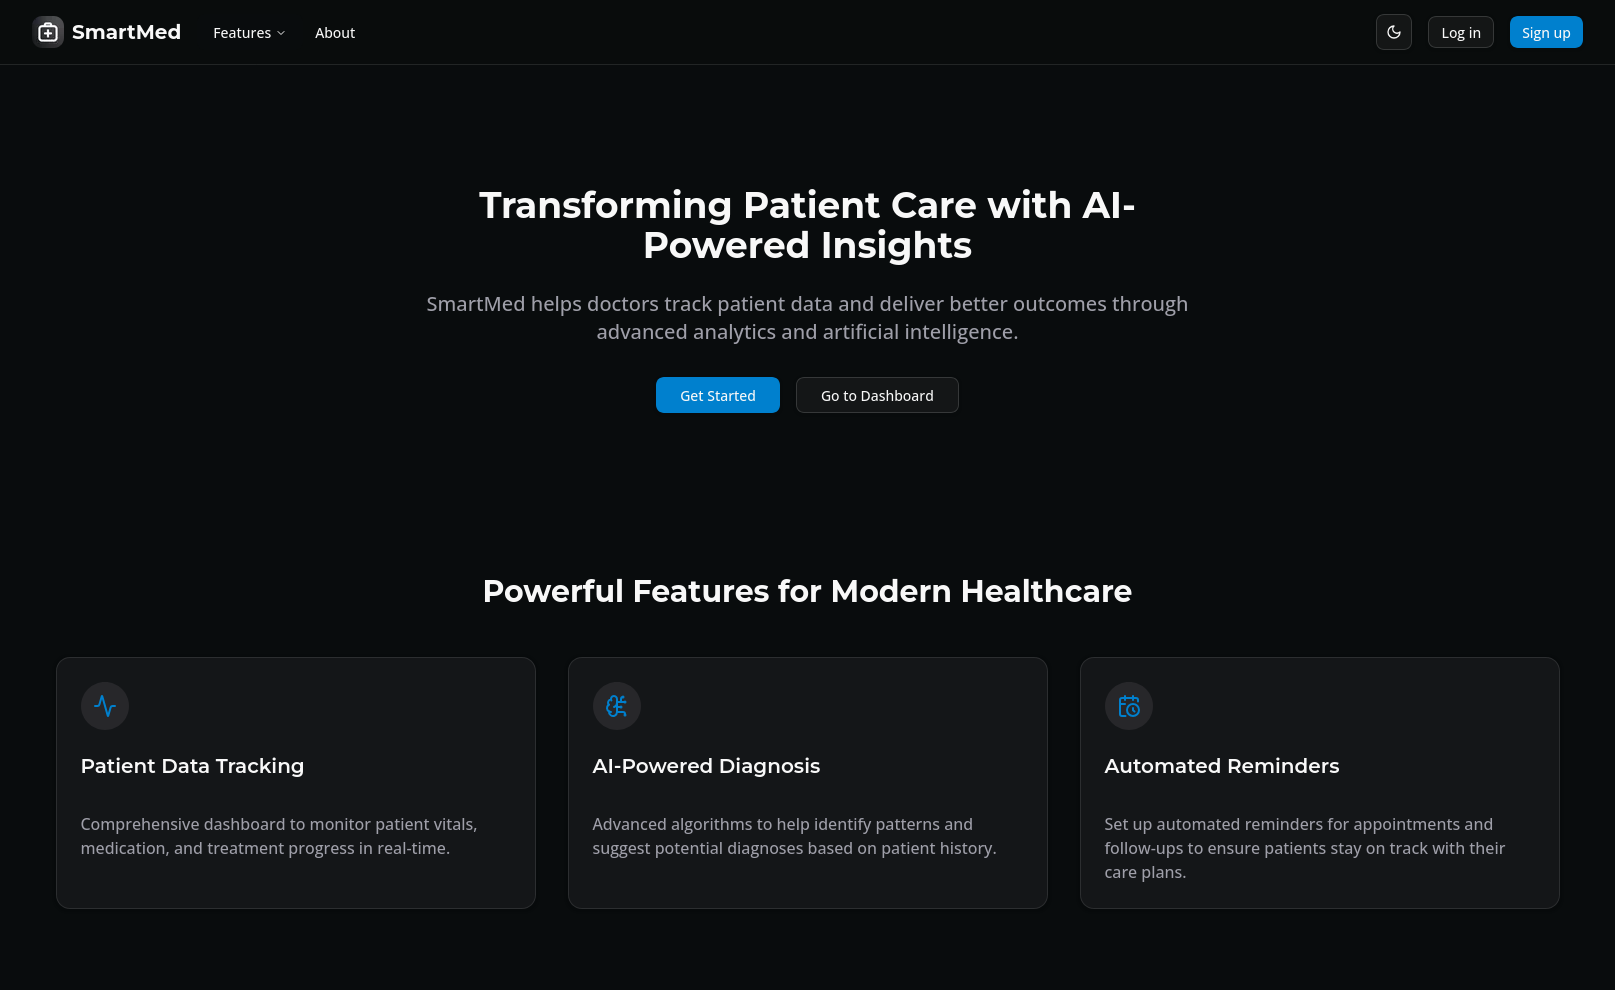 SmartMed
Features
About
Log in
Sign up
Transforming Patient Care with AI-
Powered Insights
SmartMed helps doctors track patient data and deliver better outcomes through
advanced analytics and artificial intelligence.
Get Started
Go to Dashboard
Powerful Features for Modern Healthcare
Patient Data Tracking
Comprehensive dashboard to monitor patient vitals,
medication, and treatment progress in real-time.
AI-Powered Diagnosis
Advanced algorithms to help identify patterns and
suggest potential diagnoses based on patient history.
Automated Reminders
Set up automated reminders for appointments and
follow-ups to ensure patients stay on track with their
care plans.